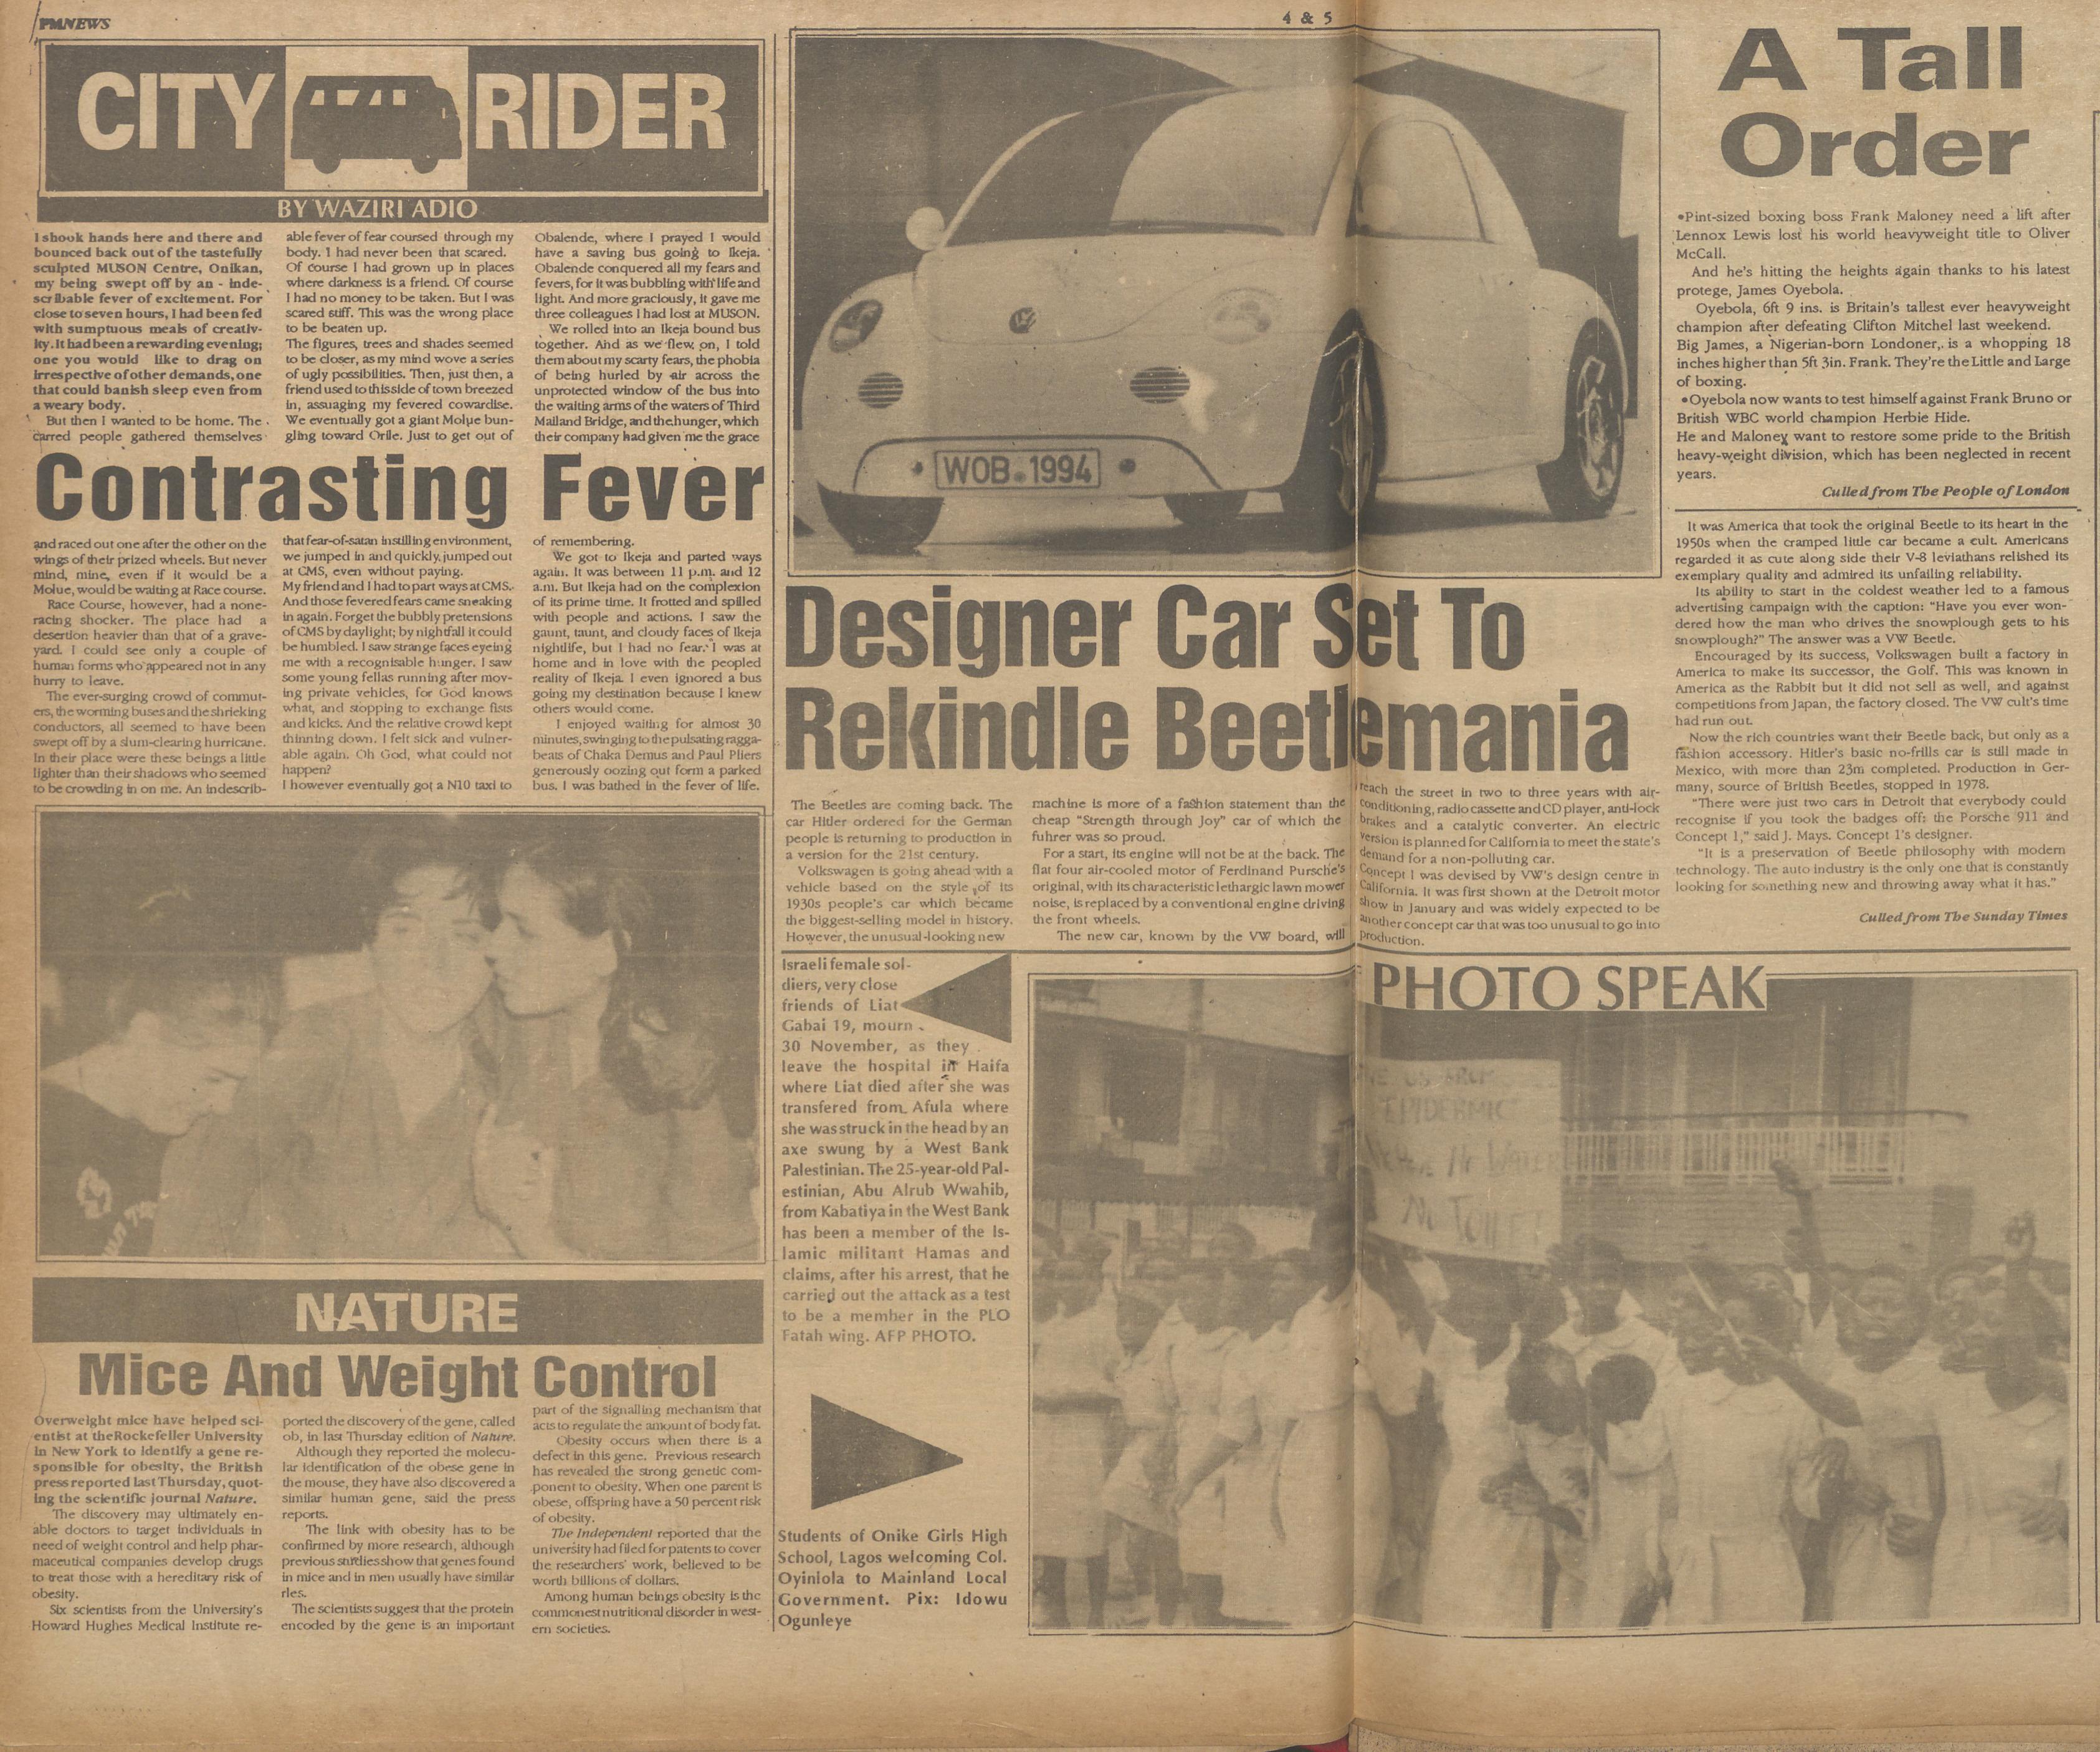 PMNEWS
4 & 5
CITY RIDER
BY WAZIRI ADIO
I shook hands here and there and
bounced back out of the tastefully
sculpted MUSON Centre, Onikan,
my being swept off by an - inde-
scribable fever of excitement. For
close to seven hours, I had been fed
with sumptuous meals of creativ-
ity. It had been a rewarding evening;
one you would like to drag on
irrespective of other demands, one
that could banish sleep even from
a weary body.
But then I wanted to be home. The
carred people gathered themselves
Contrasting Fever
and raced out one after the other on the
wings of their prized wheels. But never
mind, mine, even if it would be a
Molue, would be waiting at Race course.
Race Course, however, had a none-
racing shocker. The place had a
desertion heavier than that of a grave-
yard. I could see only a couple of
human forms who appeared not in any
hurry to leave.
The ever-surging crowd of commut-
ers, the worming buses and the shrieking
conductors, all seemed to have been
swept off by a slum-clearing hurricane.
In their place were these beings a little
lighter than their shadows who seemed
to be crowding in on me. An indescrib-
able fever of fear coursed through my
body. I had never been that scared.
Of course I had grown up in places
where darkness is a friend. Of course
I had no money to be taken. But I was
scared stiff. This was the wrong place
to be beaten up.
The figures, trees and shades seemed
to be closer, as my mind wove a series
of ugly possibilities. Then, just then, a
friend used to this side of town breezed
in, assuaging my fevered cowardise.
We eventually got a giant Molue bun-
gling toward Orile. Just to get out of
that fear-of-satan instilling environment,
we jumped in and quickly, jumped out
at CMS, even without paying.
My friend and I had to part ways at CMS.
And those fevered fears came sneaking
in again. Forget the bubbly pretensions
of CMS by daylight; by nightfall it could
be humbled. I saw strange faces eyeing
me with a recognisable hunger. I saw
some young fellas running after mov-
ing private vehicles, for God knows
what, and stopping to exchange fists
and kicks. And the relative crowd kept
thinning down. I felt sick and vulner-
able again. Oh God, what could not
happen?
I however eventually got a N10 taxi to
Obalende, where I prayed I would
have a saving bus going to Ikeja.
Obalende conquered all my fears and
fevers, for it was bubbling with life and
light. And more graciously, it gave me
three colleagues I had lost at MUSON.
We rolled into an Ikeja bound bus
together. And as we flew on, I told
them about my scarty fears, the phobia
of being hurled by air across the
unprotected window of the bus into
the waiting arms of the waters of Third
Mailand Bridge, and the hunger, which
their company had given me the grace
of remembering.
We got to Ikeja and parted ways
again. It was between 11 p.m. and 12
a.m. But Ikeja had on the complexion
of its prime time. It frotted and spilled
with people and actions. I saw the
gaunt, taunt, and cloudy faces of Ikeja
nightlife, but I had no fear. I was at
home and in love with the peopled
reality of Ikeja. I even ignored a bus
going my destination because I knew
others would come.
I enjoyed waiting for almost 30
minutes, swinging to the pulsating ragga-
beats of Chaka Demus and Paul Pliers
generously oozing out form a parked
bus. I was bathed in the fever of life.
NATURE
Mice And Weight Control
Overweight mice have helped sci-
entist at the Rockefeller University
in New York to identify a gene re-
sponsible for obesity, the British
press reported last Thursday, quot-
ing the scientific journal Nature.
The discovery may ultimately en-
able doctors to target individuals in
need of weight control and help phar-
maceutical companies develop drugs
to treat those with a hereditary risk of
obesity.
Six scientists from the University's
Howard Hughes Medical Institute re-
ported the discovery of the gene, called
ob, in last Thursday edition of Nature.
Although they reported the molecu-
lar identification of the obese gene in
the mouse, they have also discovered a
similar human gene, said the press
reports.
The link with obesity has to be
confirmed by more research, although
previous studies show that genes found
in mice and in men usually have similar
rles.
The scientists suggest that the protein
encoded by the gene is an important
part of the signalling mechanism that
acts to regulate the amount of body fat.
Obesity occurs when there is a
defect in this gene. Previous research
has revealed the strong genetic com-
ponent to obesity. When one parent is
obese, offspring have a 50 percent risk
of obesity.
The Independent reported that the
university had filed for patents to cover
the researchers' work, believed to be
worth billions of dollars.
Among human beings obesity is the
commonest nutritional disorder in west-
ern societies.
WOB 1994
Designer Car Set To
Rekindle Beetlemania
The Beetles are coming back. The
car Hitler ordered for the German
people is returning to production in
a version for the 21st century.
Volkswagen is going ahead with a
vehicle based on the style of its
1930s people's car which became
the biggest-selling model in history.
However, the unusual-looking new
machine is more of a fashion statement than the
cheap "Strength through Joy" car of which the
fuhrer was so proud.
For a start, its engine will not be at the back. The
flat four air-cooled motor of Ferdinand Pursche's
original, with its characteristic lethargic lawn mower
noise, is replaced by a conventional engine driving
the front wheels.
The new car, known by the VW board, will
reach the street in two to three years with air-
conditioning, radio cassette and CD player, anti-lock
brakes and a catalytic converter. An electric
version is planned for California to meet the state's
demand for a non-polluting car.
Concept I was devised by VW's design centre in
California. It was first shown at the Detroit motor
show in January and was widely expected to be
another concept car that was too unusual to go into
production.
It was America that took the original Beetle to its heart in the
1950s when the cramped little car became a cult. Americans
regarded it as cute along side their V-8 leviathans relished its
exemplary quality and admired its unfailing reliability.
Its ability to start in the coldest weather led to a famous
advertising campaign with the caption: "Have you ever won-
dered how the man who drives the snowplough gets to his
snowplough?" The answer was a VW Beetle.
Encouraged by its success, Volkswagen built a factory in
America to make its successor, the Golf. This was known in
America as the Rabbit but it did not sell as well, and against
competitions from Japan, the factory closed. The VW cult's time
had run out.
Now the rich countries want their Beetle back, but only as a
fashion accessory. Hitler's basic no-frills car is still made in
Mexico, with more than 23m completed. Production in Ger-
many, source of British Beetles, stopped in 1978.
"There were just two cars in Detroit that everybody could
recognise if you took the badges off: the Porsche 911 and
Concept 1," said J. Mays. Concept 1's designer.
"It is a preservation of Beetle philosophy with modern
technology. The auto industry is the only one that is constantly
looking for something new and throwing away what it has."
Culled from The Sunday Times
A Tall
Order
•Pint-sized boxing boss Frank Maloney need a lift after
Lennox Lewis lost his world heavyweight title to Oliver
McCall.
And he's hitting the heights again thanks to his latest
protege, James Oyebola.
Oyebola, 6ft 9 ins. is Britain's tallest ever heavyweight
champion after defeating Clifton Mitchel last weekend.
Big James, a Nigerian-born Londoner, is a whopping 18
inches higher than 5ft 3in. Frank. They're the Little and Large
of boxing.
•Oyebola now wants to test himself against Frank Bruno or
British WBC world champion Herbie Hide.
He and Maloney want to restore some pride to the British
heavy-weight division, which has been neglected in recent
years.
Culled from The People of London
Israeli female sol-
diers, very close
friends of Liat
Gabai 19, mourn
30 November, as they
leave the hospital in Haifa
where Liat died after she was
transfered from Afula where
she was struck in the head by an
axe swung by a West Bank
Palestinian. The 25-year-old Pal-
estinian, Abu Alrub Wwahib,
from Kabatiya in the West Bank
has been a member of the Is-
lamic militant Hamas and
claims, after his arrest, that he
carried out the attack as a test
to be a member in the PLO
Fatah wing. AFP PHOTO.
Students of Onike Girls High
School, Lagos welcoming Col.
Oyiniola to Mainland Local
Government. Pix: Idowu
Ogunleye
PHOTO SPEAK
EPIDERMIC
No Toilet